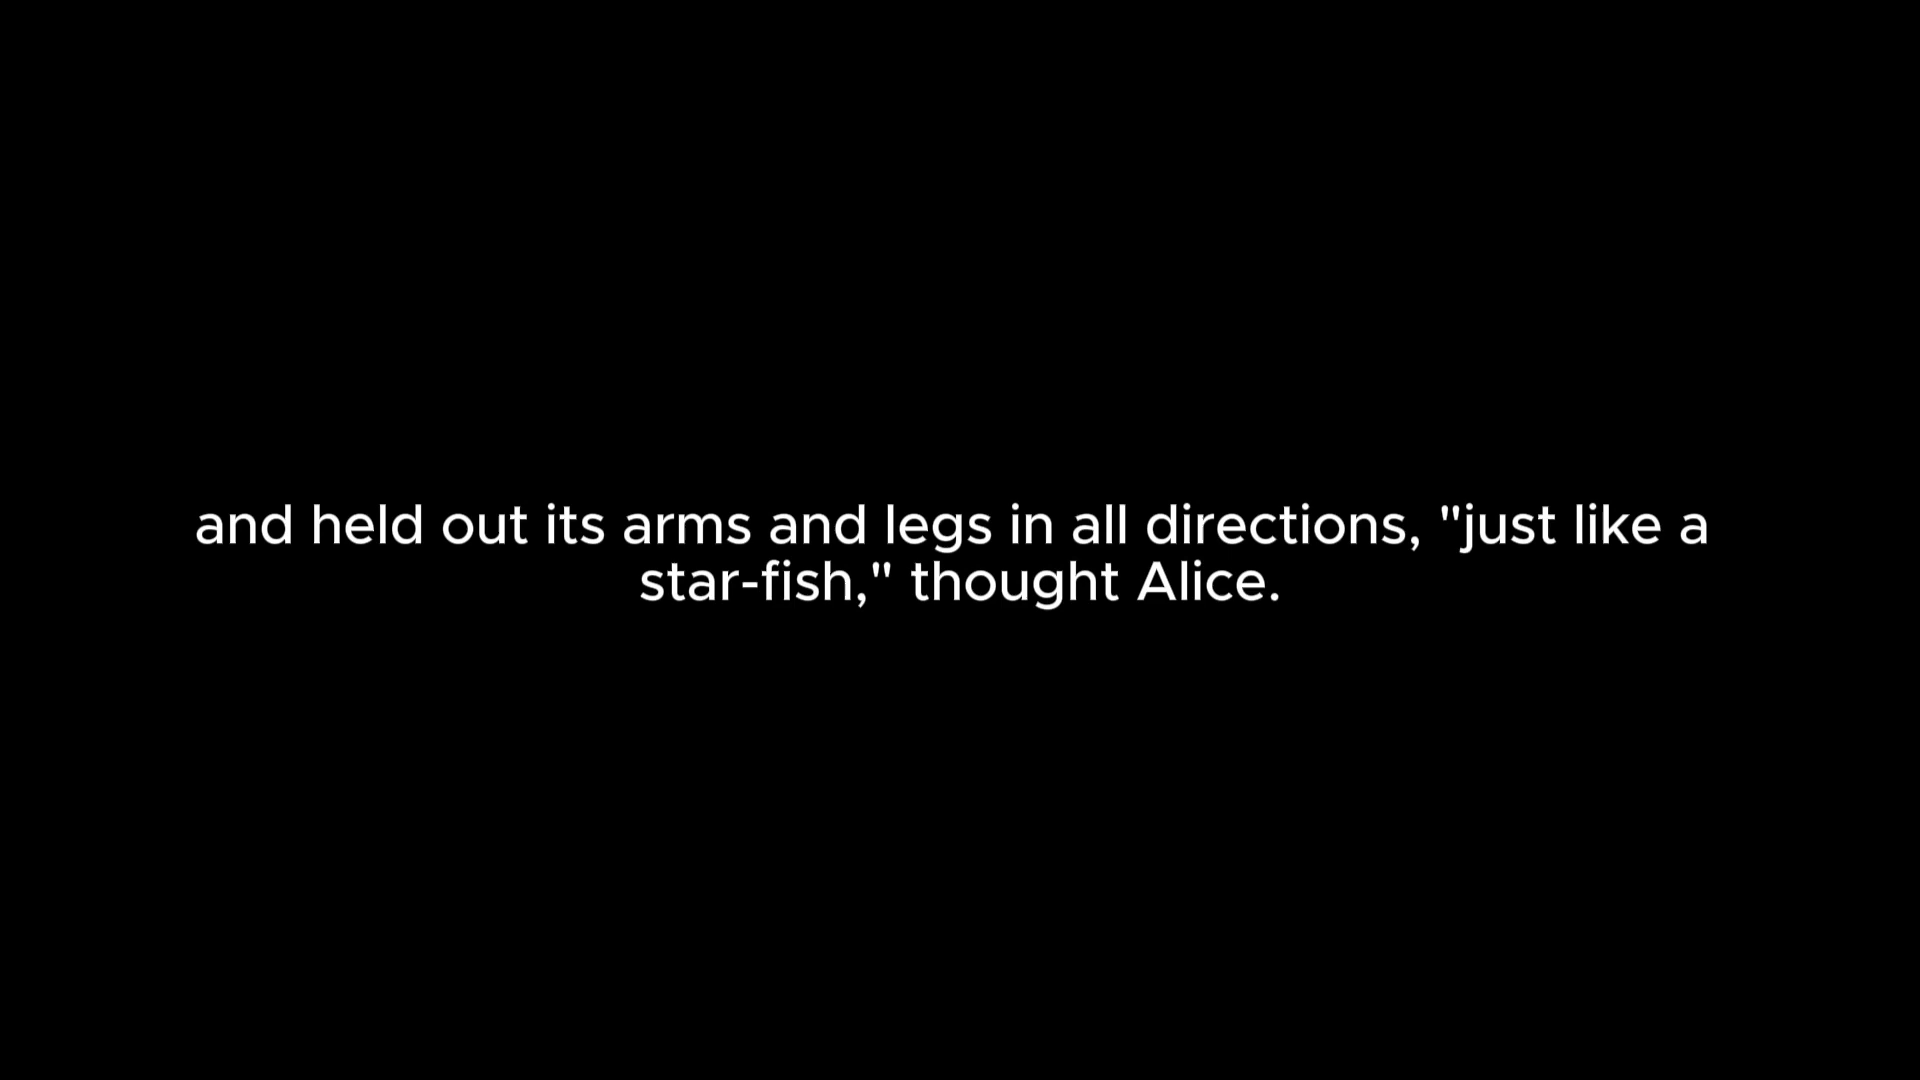 and held out its arms and legs in all directions, "just like a
star-fish," thought Alice.